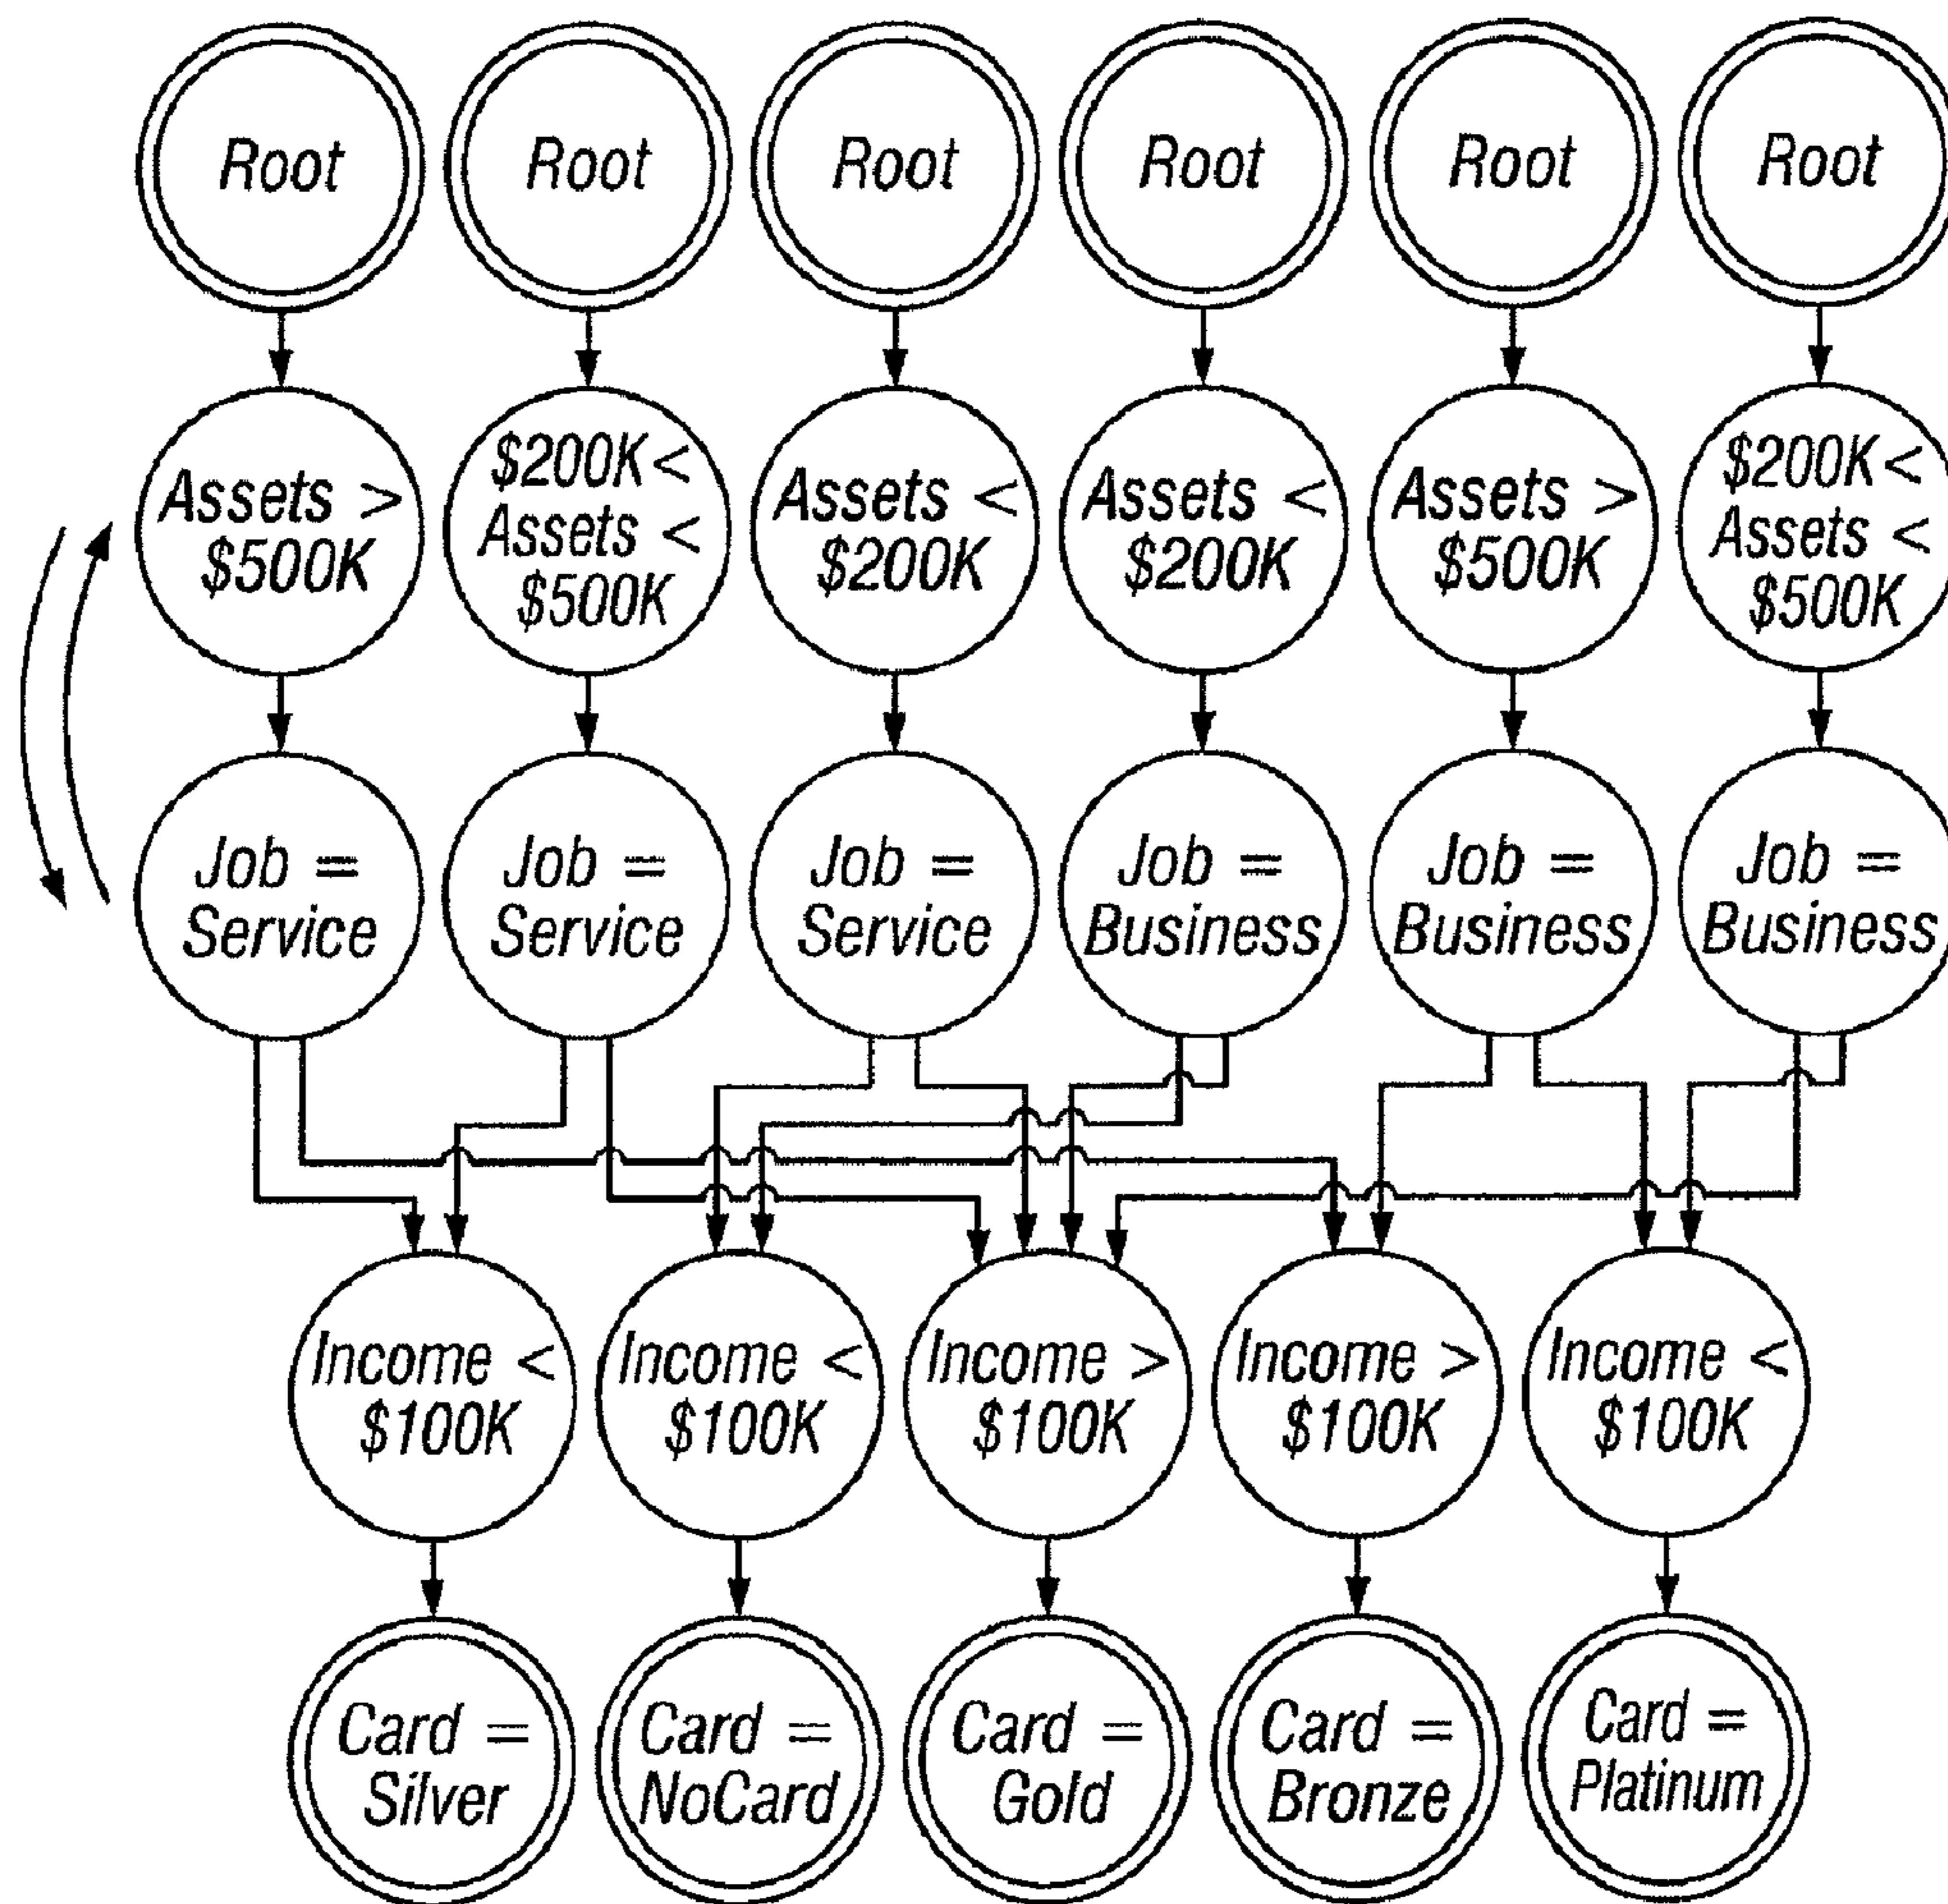 Root
Root
Root
Root
Root
Root
Assets >
$500K
$200K <
Assets <
$500K
Assets <
$200K
Assets <
$200K
Assets >
$500K
$200K <
Assets <
$500K
Job =
Service
Job =
Service
Job =
Service
Job =
Business
Job =
Business
Job =
Business
Income <
$100K
Income <
$100K
Income >
$100K
Income >
$100K
Income <
$100K
Card =
Silver
Card =
NoCard
Card =
Gold
Card =
Bronze
Card =
Platinum